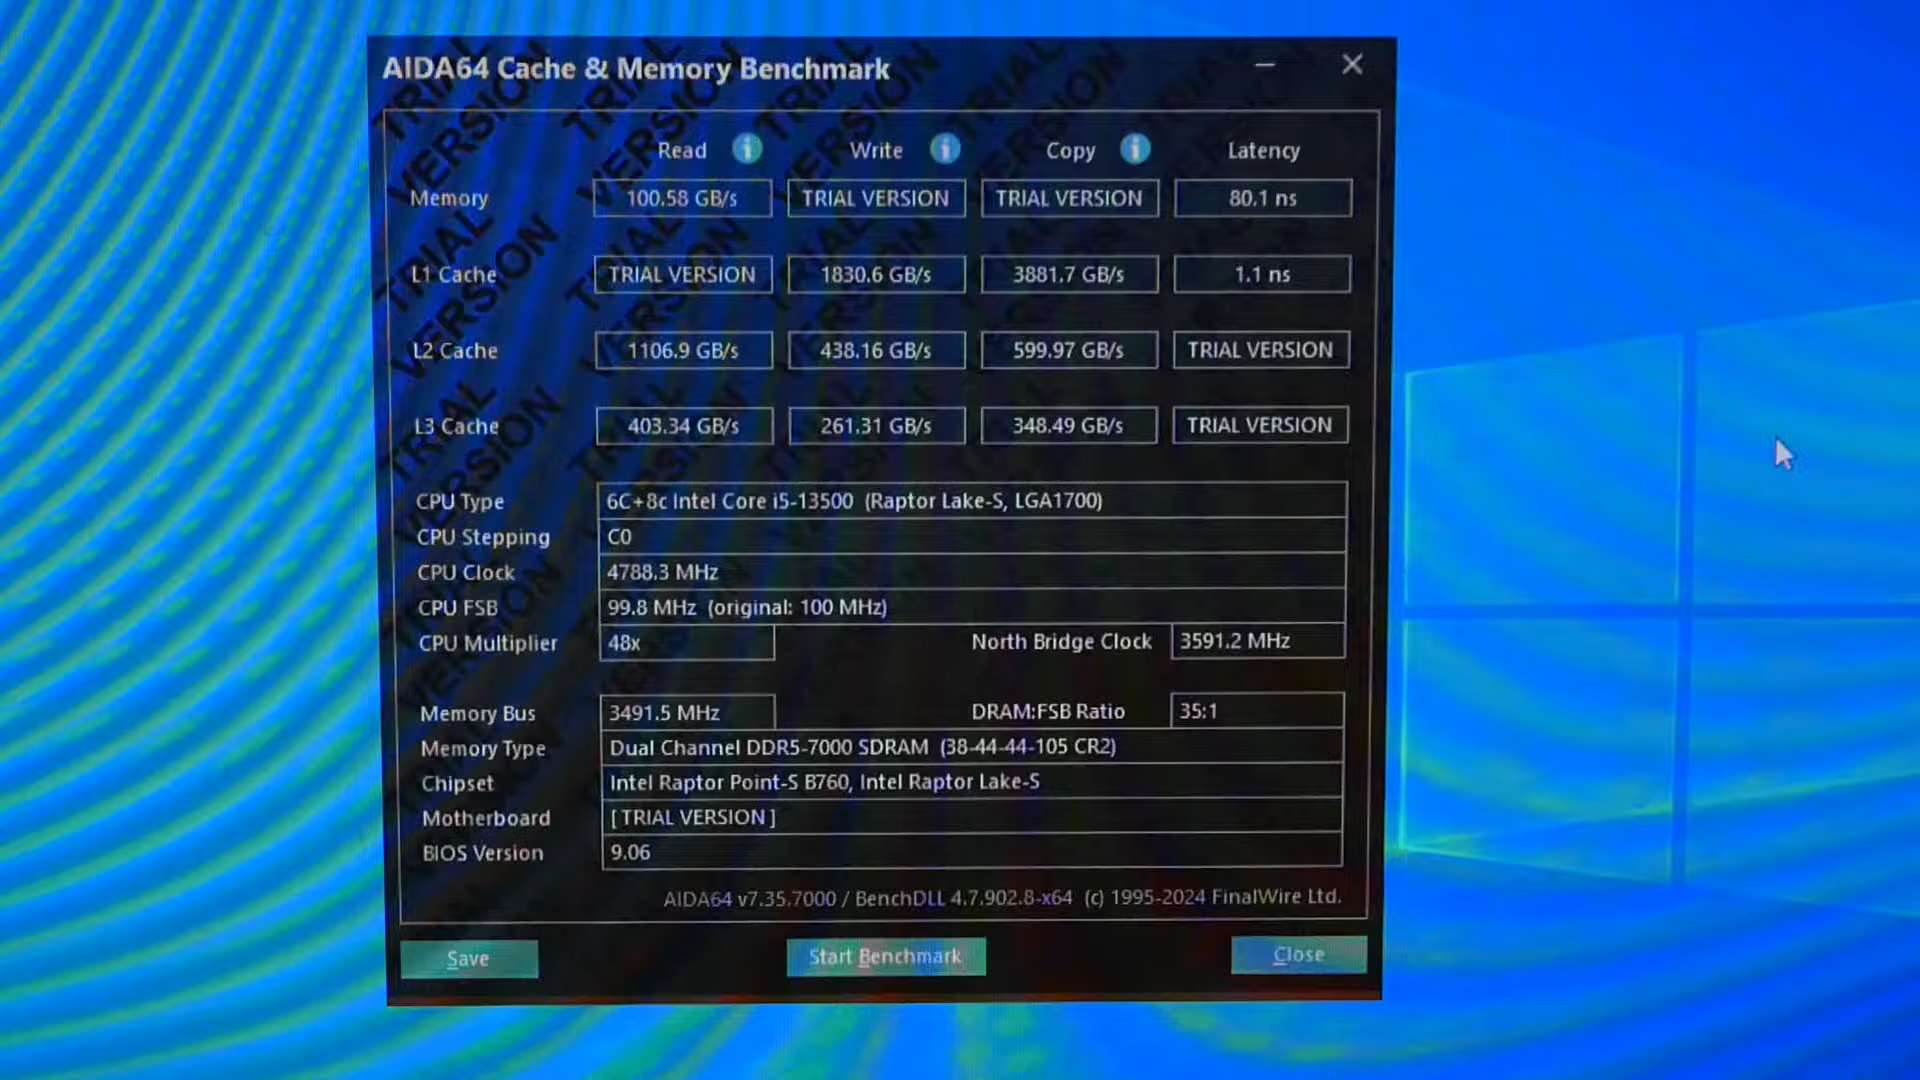 AIDA64 Cache & Memory Benchmark
Read Write Copy Latency
Memory 100.58 GB/s TRIAL VERSION TRIAL VERSION 80.1 ns
L1 Cache TRIAL VERSION 1830.6 GB/s 3881.7 GB/s 1.1 ns
L2 Cache 1106.9 GB/s 438.16 GB/s 599.97 GB/s TRIAL VERSION
L3 Cache 403.34 GB/s 261.31 GB/s 348.49 GB/s TRIAL VERSION
CPU Type 6C+8c Intel Core i5-13500 (Raptor Lake-S, LGA1700)
CPU Stepping C0
CPU Clock 4788.3 MHz
CPU FSB 99.8 MHz (original: 100 MHz)
CPU Multiplier 48x North Bridge Clock 3591.2 MHz
Memory Bus 3491.5 MHz DRAM:FSB Ratio 35:1
Memory Type Dual Channel DDR5-7000 SDRAM (38-44-44-105 CR2)
Chipset Intel Raptor Point-S B760, Intel Raptor Lake-S
Motherboard [ TRIAL VERSION ]
BIOS Version 9.06
AIDA64 v7.35.7000 / BenchDLL 4.7.902.8-x64 (c) 1995-2024 FinalWire Ltd.
Save Start Benchmark Close